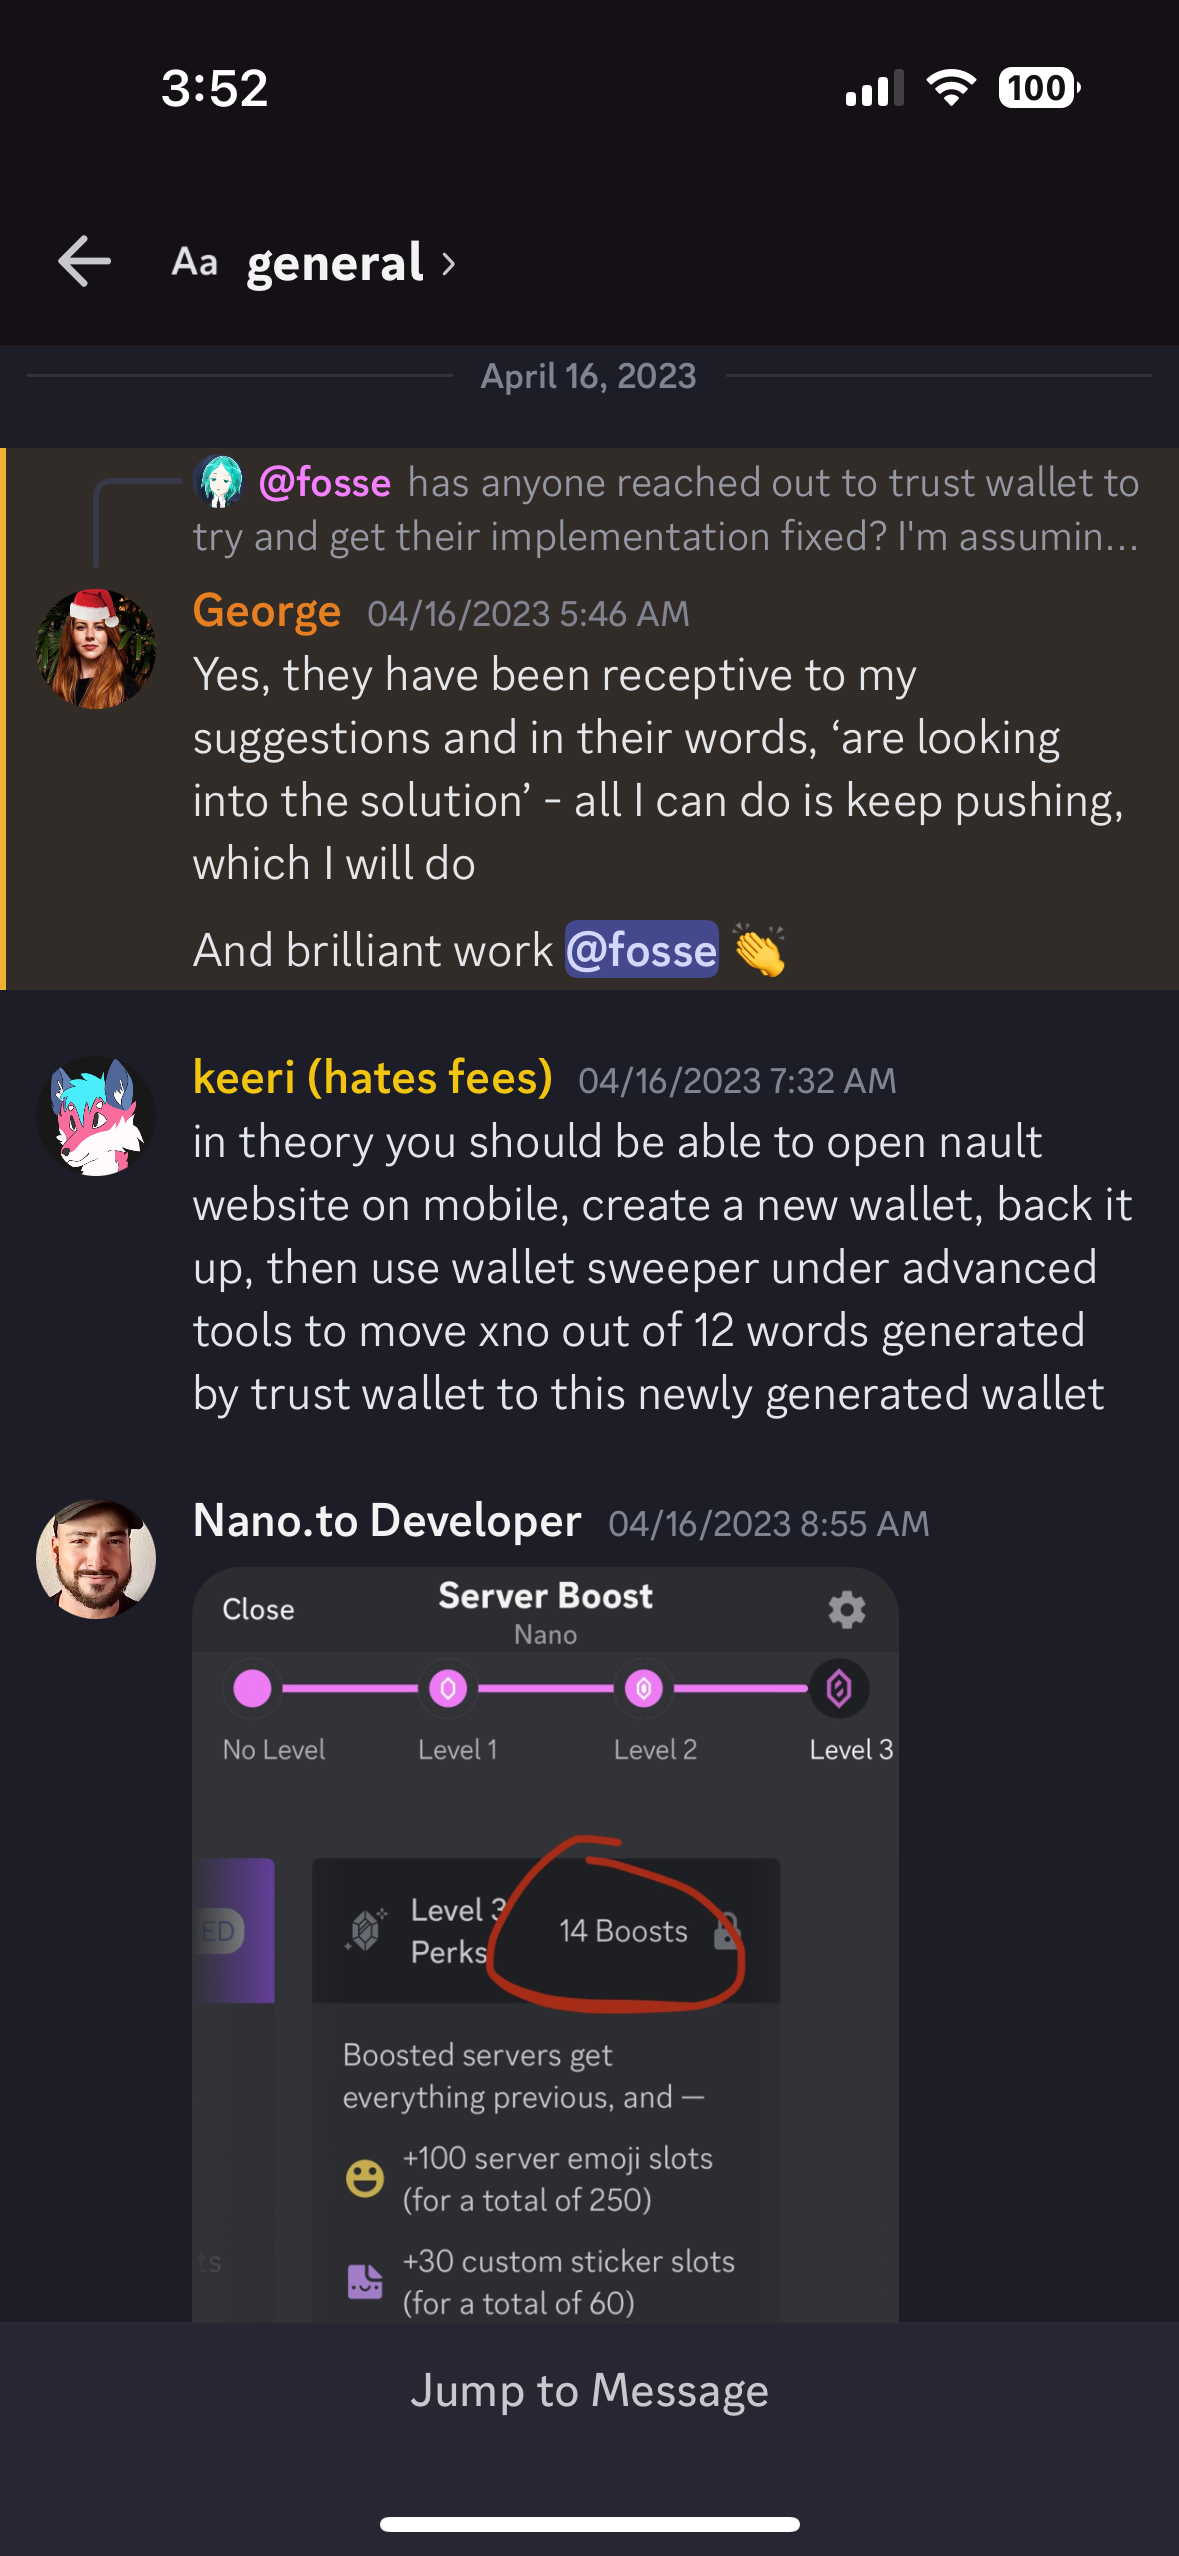 3:52
100
Aa general ›
April 16, 2023
@fosse has anyone reached out to trust wallet to
try and get their implementation fixed? I'm assumin...
George 04/16/2023 5:46 AM
Yes, they have been receptive to my
suggestions and in their words, ‘are looking
into the solution’ - all I can do is keep pushing,
which I will do
And brilliant work @fosse 👏
keeri (hates fees) 04/16/2023 7:32 AM
in theory you should be able to open nault
website on mobile, create a new wallet, back it
up, then use wallet sweeper under advanced
tools to move xno out of 12 words generated
by trust wallet to this newly generated wallet
Nano.to Developer 04/16/2023 8:55 AM
Close Server Boost
Nano
No Level Level 1 Level 2 Level 3
Level 3
Perks
14 Boosts
ED
Boosted servers get
everything previous, and —
+100 server emoji slots
(for a total of 250)
+30 custom sticker slots
ts
(for a total of 60)
Jump to Message